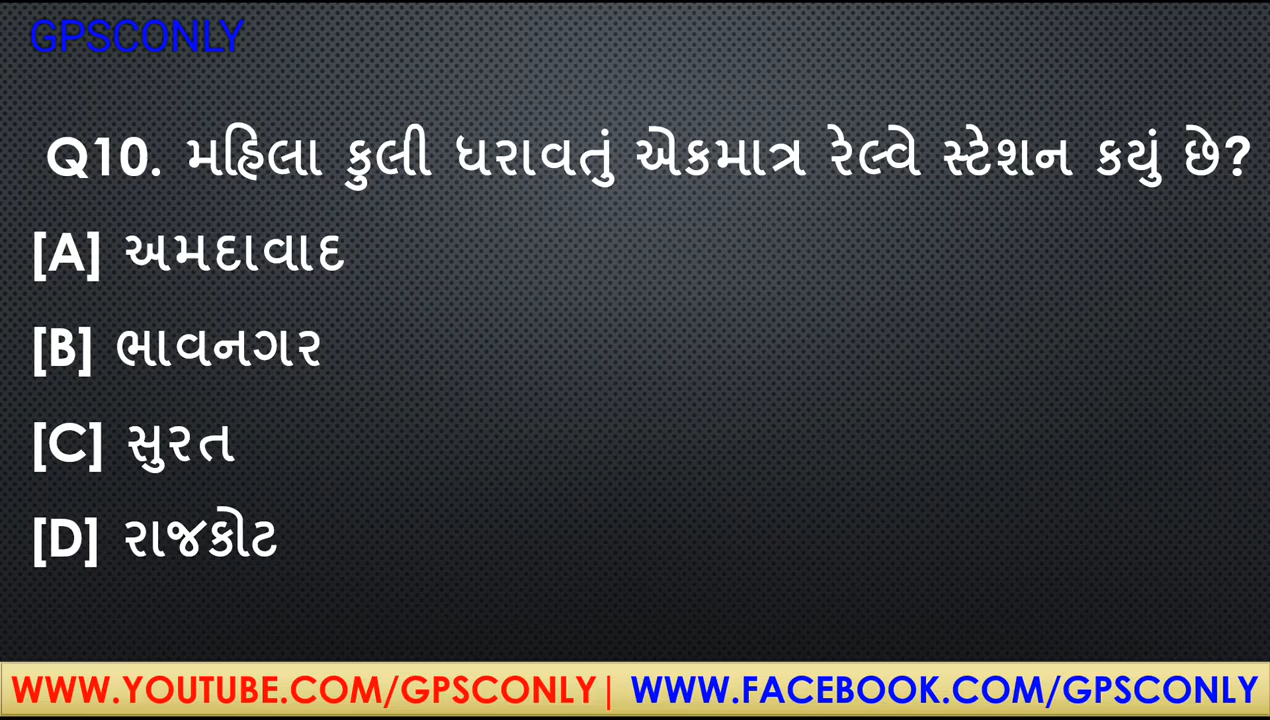 GPSCONLY
Q10. મહિલા કુલી ધરાવતું એકમાત્ર રેલ્વે સ્ટેશન કયું છે?
[A] અમદાવાદ
[B] ભાવનગર
[C] સુરત
[D] રાજકોટ
WWW.YOUTUBE.COM/GPSCONLY| WWW.FACEBOOK.COM/GPSCONLY